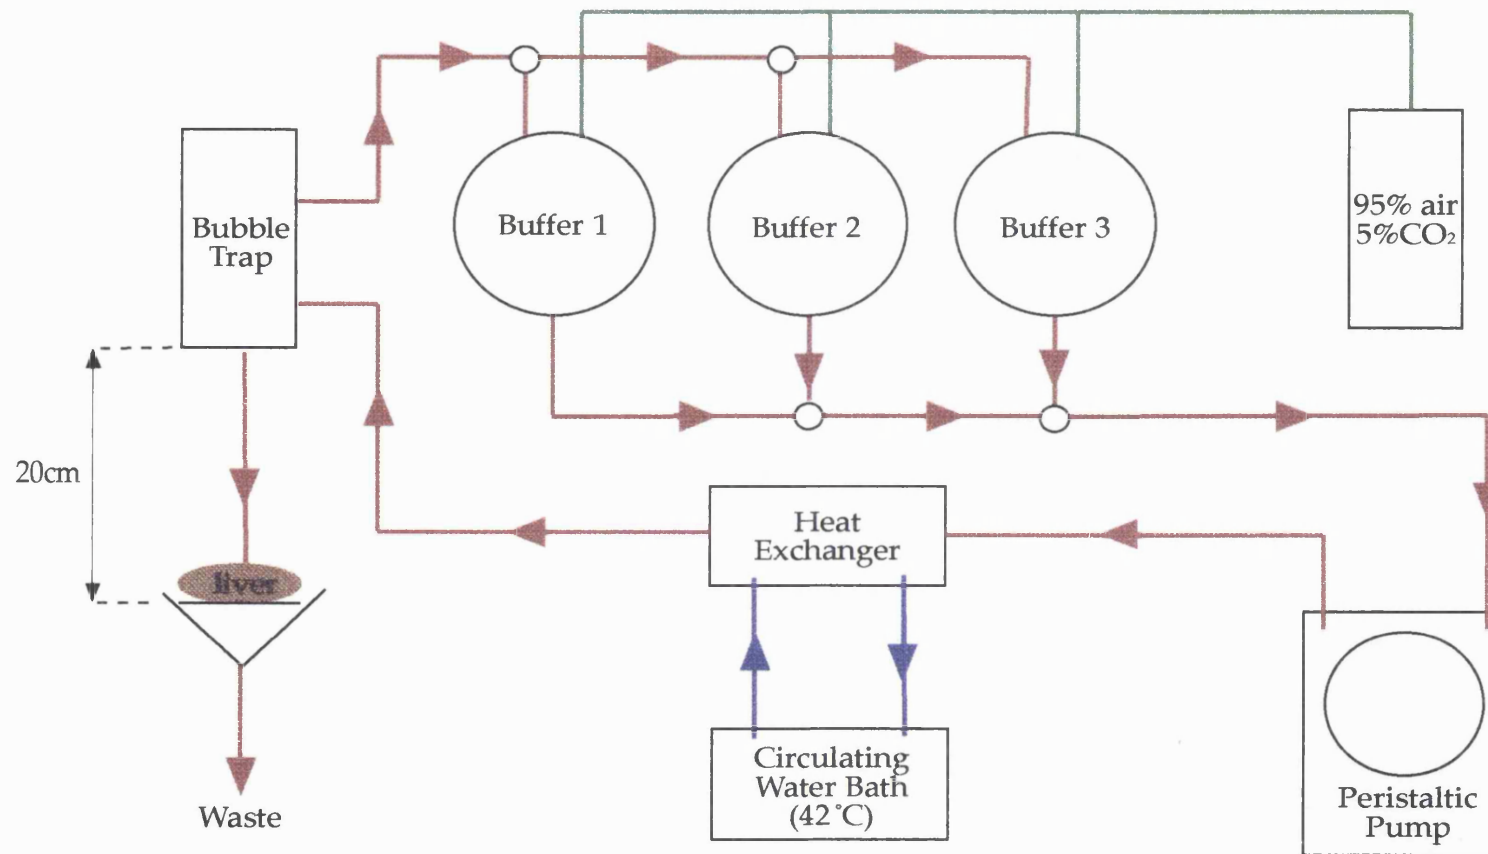 Bubble
Trap
Buffer 1
Buffer 2
Buffer 3
95% air
5%CO₂
20cm
liver
Heat
Exchanger
Circulating
Water Bath
(42°C)
Peristaltic
Pump
Waste